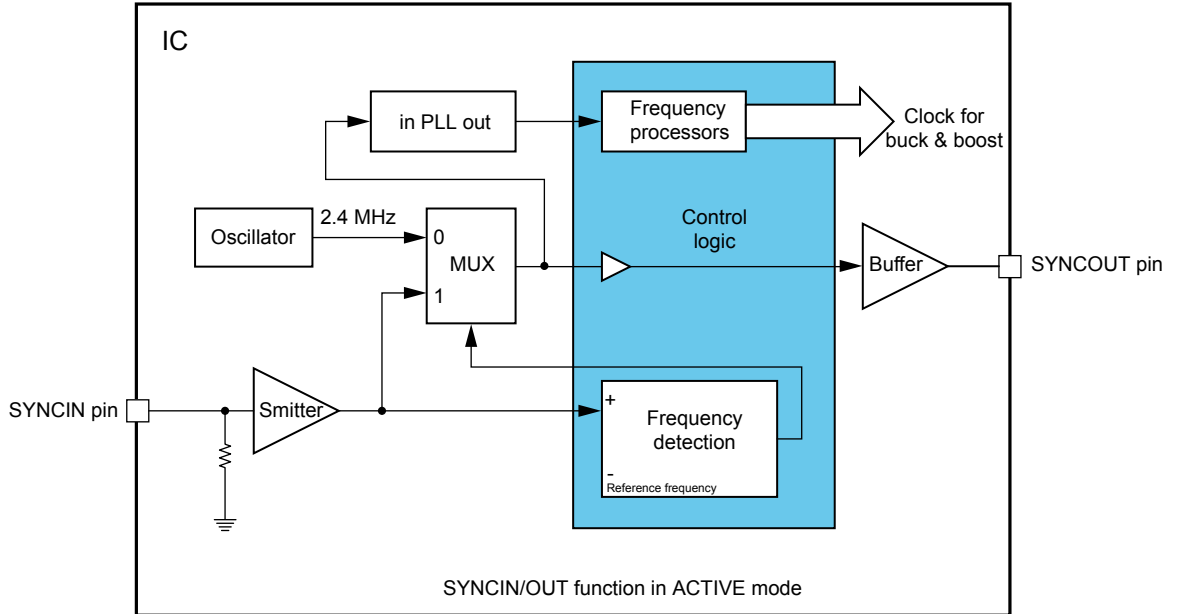 IC
in PLL out
Frequency
processors
Clock for
buck & boost
2.4 MHz
Oscillator
0
MUX
1
Control
logic
Buffer
SYNCOUT pin
SYNCIN pin
Smitter
+
Frequency
detection
-
Reference frequency
SYNCIN/OUT function in ACTIVE mode